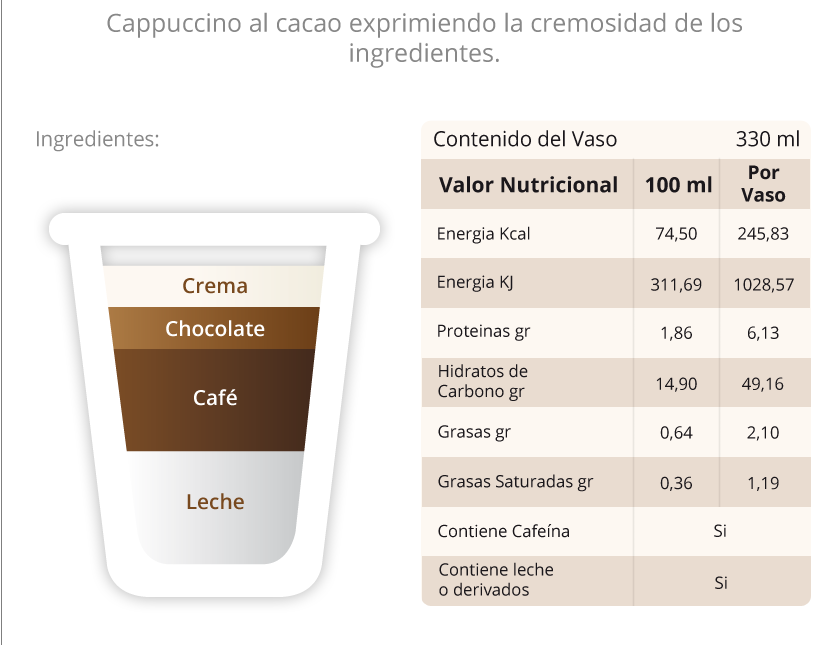 Cappuccino al cacao exprimiendo la cremosidad de los
ingredientes.
Ingredientes:
Crema
Chocolate
Café
Leche
Contenido del Vaso 330 ml
Valor Nutricional 100 ml Por Vaso
Energia Kcal 74,50 245,83
Energia KJ 311,69 1028,57
Proteinas gr 1,86 6,13
Hidratos de
Carbono gr 14,90 49,16
Grasas gr 0,64 2,10
Grasas Saturadas gr 0,36 1,19
Contiene Cafeína Si
Contiene leche
o derivados Si